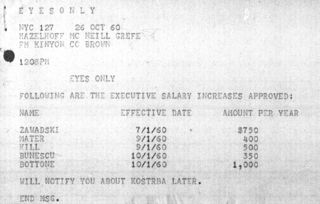 E Y E S O N L Y
NYC 127 26 OCT 60
HAZELHOFF MC NEILL GREFE
FM KINYON CC BROWN
1208PM
EYES ONLY
FOLLOWING ARE THE EXECUTIVE SALARY INCREASES APPROVED:
NAME EFFECTIVE DATE AMOUNT PER YEAR
ZAWADSKI 7/1/60 $750
MATER 9/1/60 400
KILL 9/1/60 500
BUNESCU 10/1/60 350
BOTTONE 10/1/60 1,000
WILL NOTIFY YOU ABOUT KOSTRBA LATER.
END MSG.